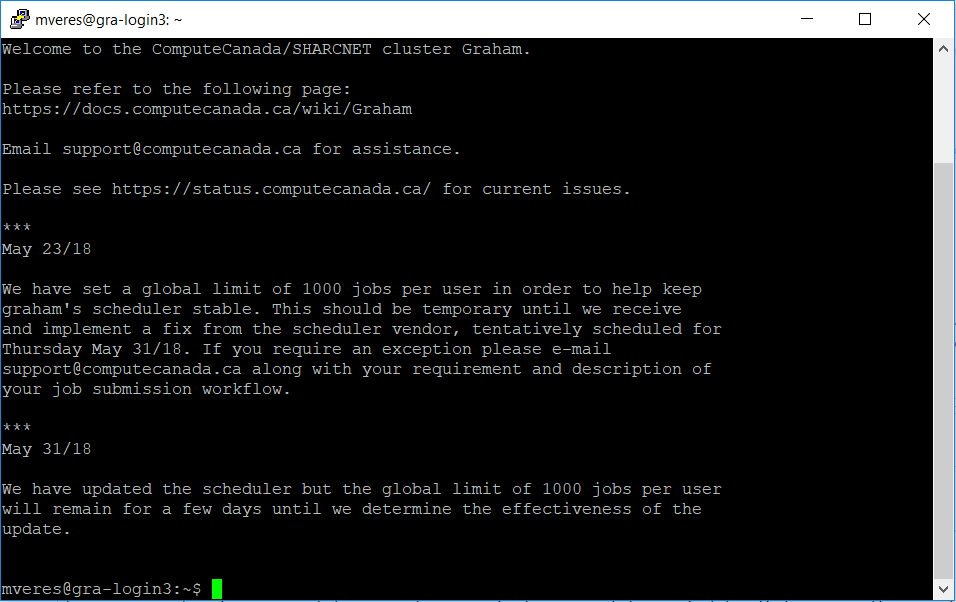 mveres@gra-login3: ~
Welcome to the ComputeCanada/SHARCNET cluster Graham.
Please refer to the following page:
https://docs.computecanada.ca/wiki/Graham
Email support@computecanada.ca for assistance.
Please see https://status.computecanada.ca/ for current issues.
***
May 23/18
We have set a global limit of 1000 jobs per user in order to help keep
graham's scheduler stable. This should be temporary until we receive
and implement a fix from the scheduler vendor, tentatively scheduled for
Thursday May 31/18. If you require an exception please e-mail
support@computecanada.ca along with your requirement and description of
your job submission workflow.
***
May 31/18
We have updated the scheduler but the global limit of 1000 jobs per user
will remain for a few days until we determine the effectiveness of the
update.
mveres@gra-login3:~$